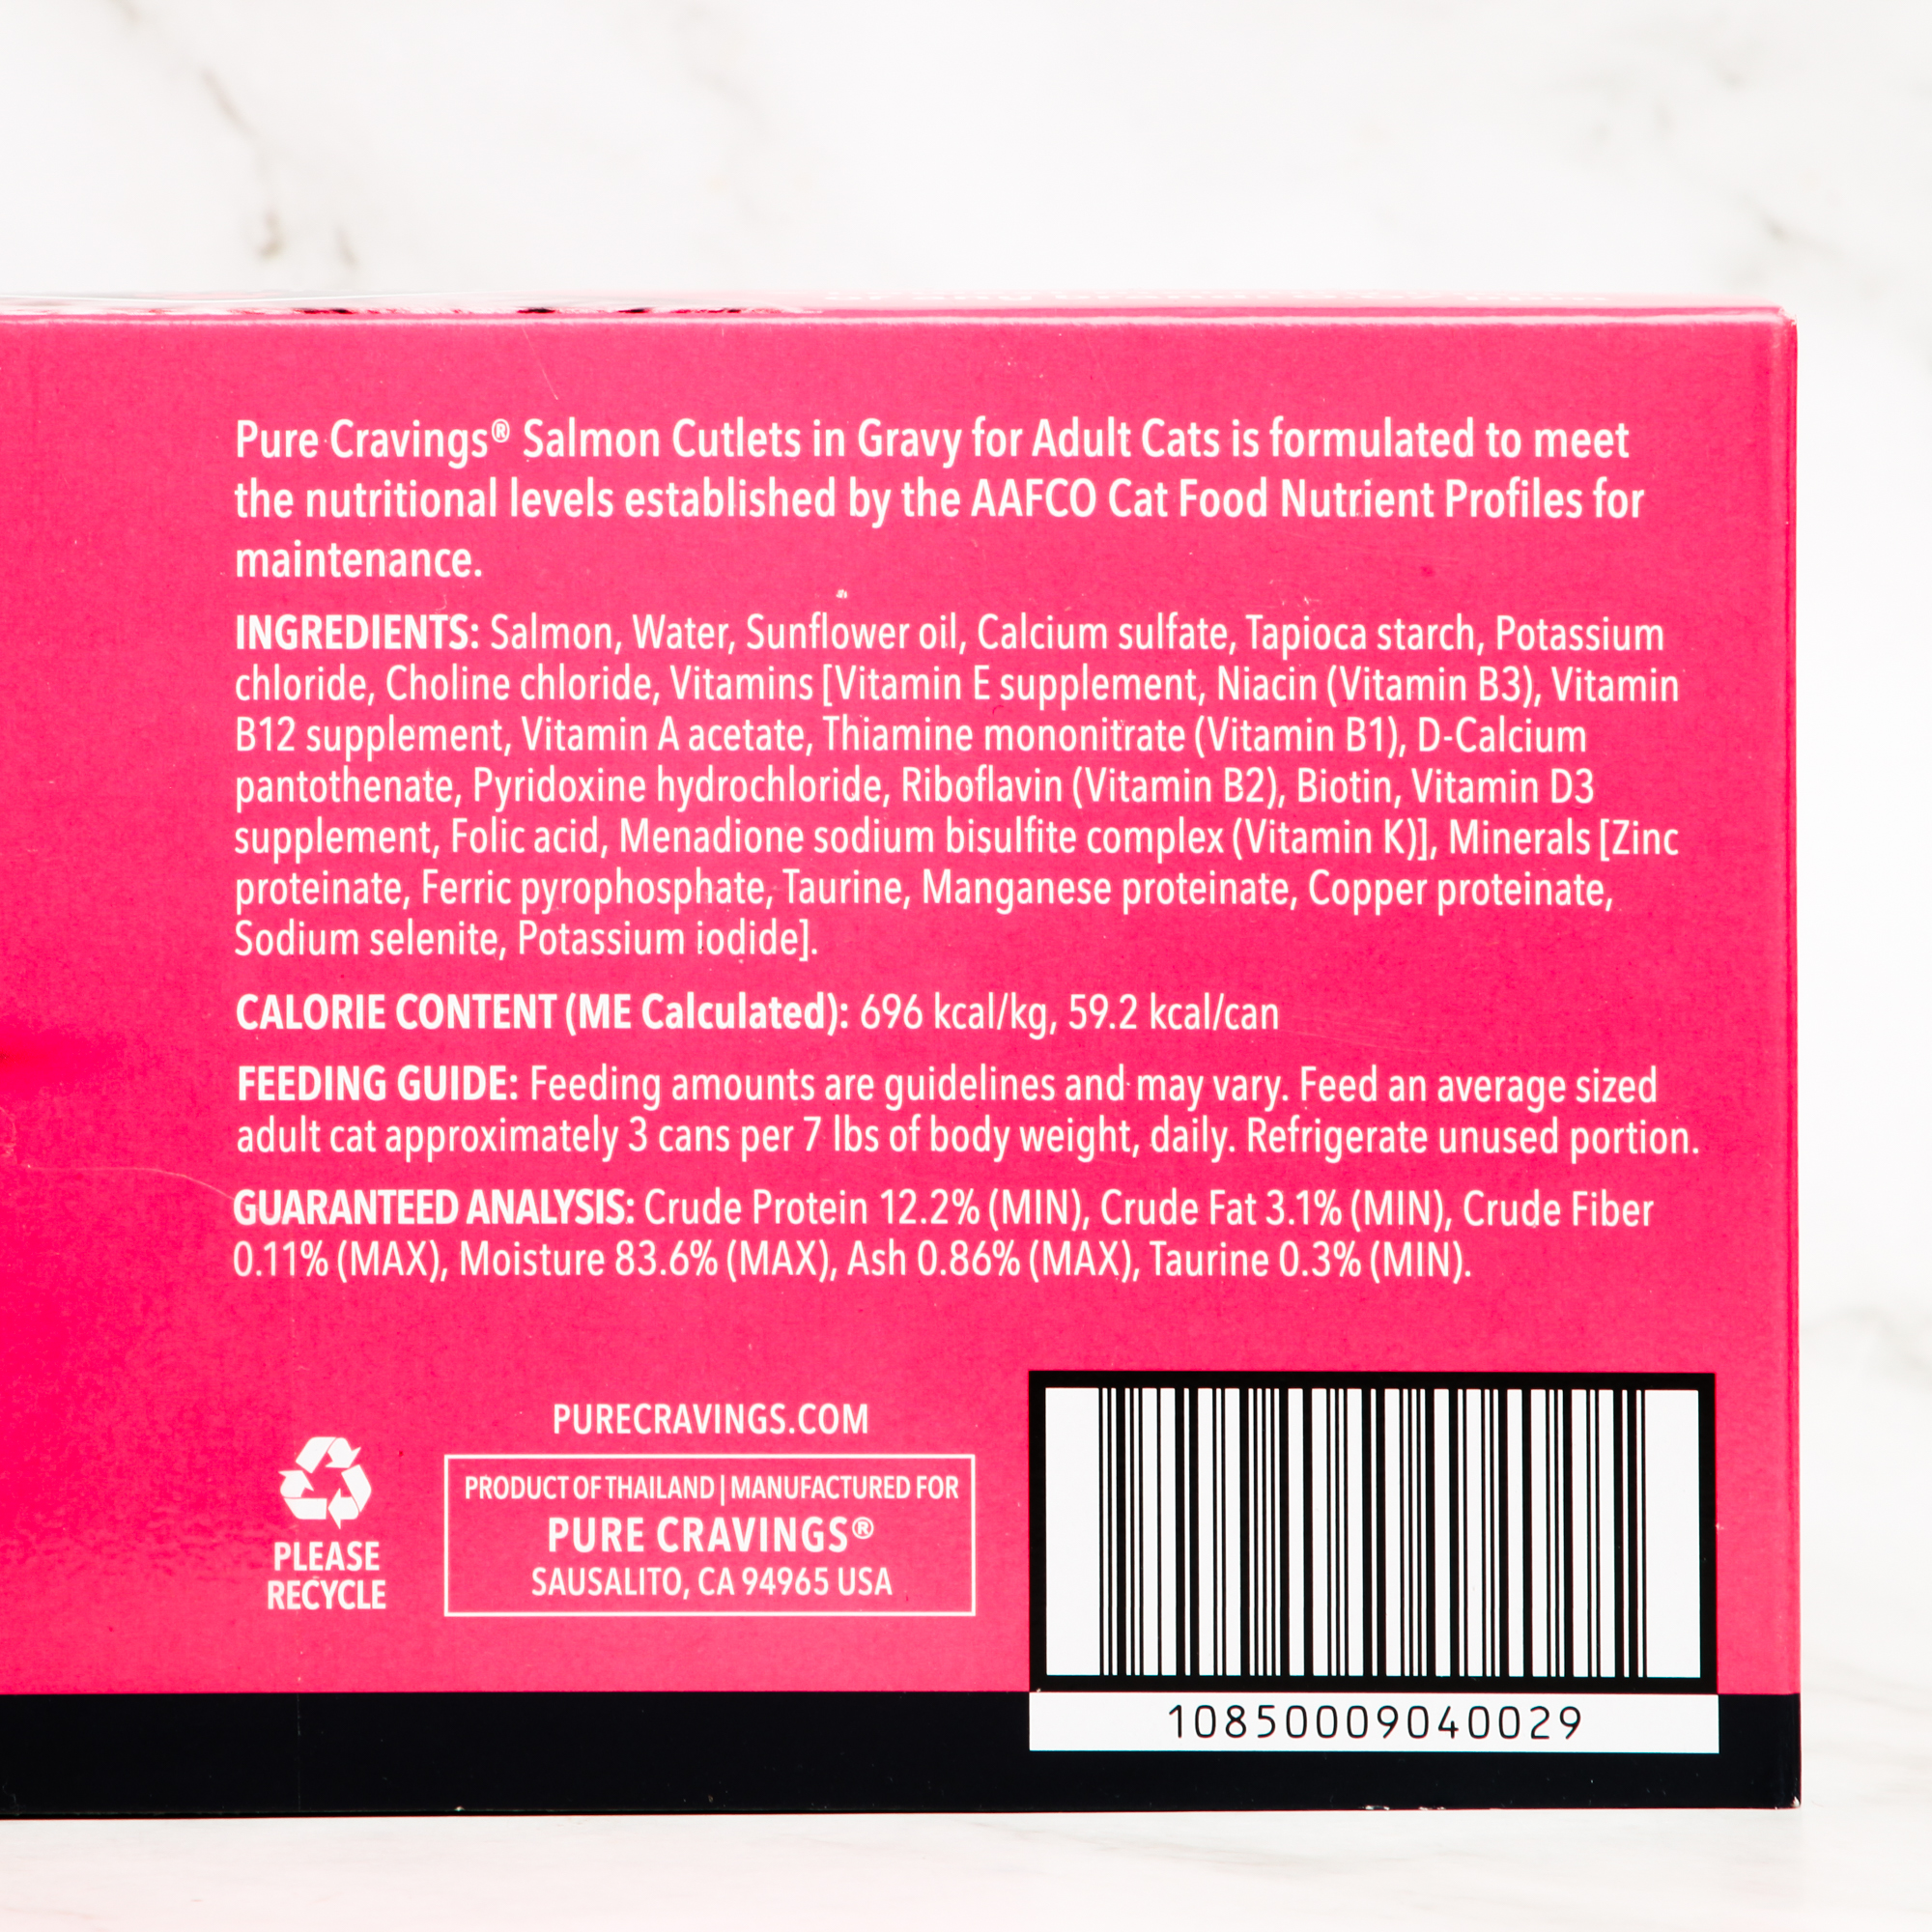 Pure Cravings® Salmon Cutlets in Gravy for Adult Cats is formulated to meet
the nutritional levels established by the AAFCO Cat Food Nutrient Profiles for
maintenance.
INGREDIENTS: Salmon, Water, Sunflower oil, Calcium sulfate, Tapioca starch, Potassium
chloride, Choline chloride, Vitamins [Vitamin E supplement, Niacin (Vitamin B3), Vitamin
B12 supplement, Vitamin A acetate, Thiamine mononitrate (Vitamin B1), D-Calcium
pantothenate, Pyridoxine hydrochloride, Riboflavin (Vitamin B2), Biotin, Vitamin D3
supplement, Folic acid, Menadione sodium bisulfite complex (Vitamin K)], Minerals [Zinc
proteinate, Ferric pyrophosphate, Taurine, Manganese proteinate, Copper proteinate,
Sodium selenite, Potassium iodide].
CALORIE CONTENT (ME Calculated): 696 kcal/kg, 59.2 kcal/can
FEEDING GUIDE: Feeding amounts are guidelines and may vary. Feed an average sized
adult cat approximately 3 cans per 7 lbs of body weight, daily. Refrigerate unused portion.
GUARANTEED ANALYSIS: Crude Protein 12.2% (MIN), Crude Fat 3.1% (MIN), Crude Fiber
0.11% (MAX), Moisture 83.6% (MAX), Ash 0.86% (MAX), Taurine 0.3% (MIN).
PLEASE
RECYCLE
PURECRAVINGS.COM
PRODUCT OF THAILAND | MANUFACTURED FOR
PURE CRAVINGS®
SAUSALITO, CA 94965 USA
10850009040029